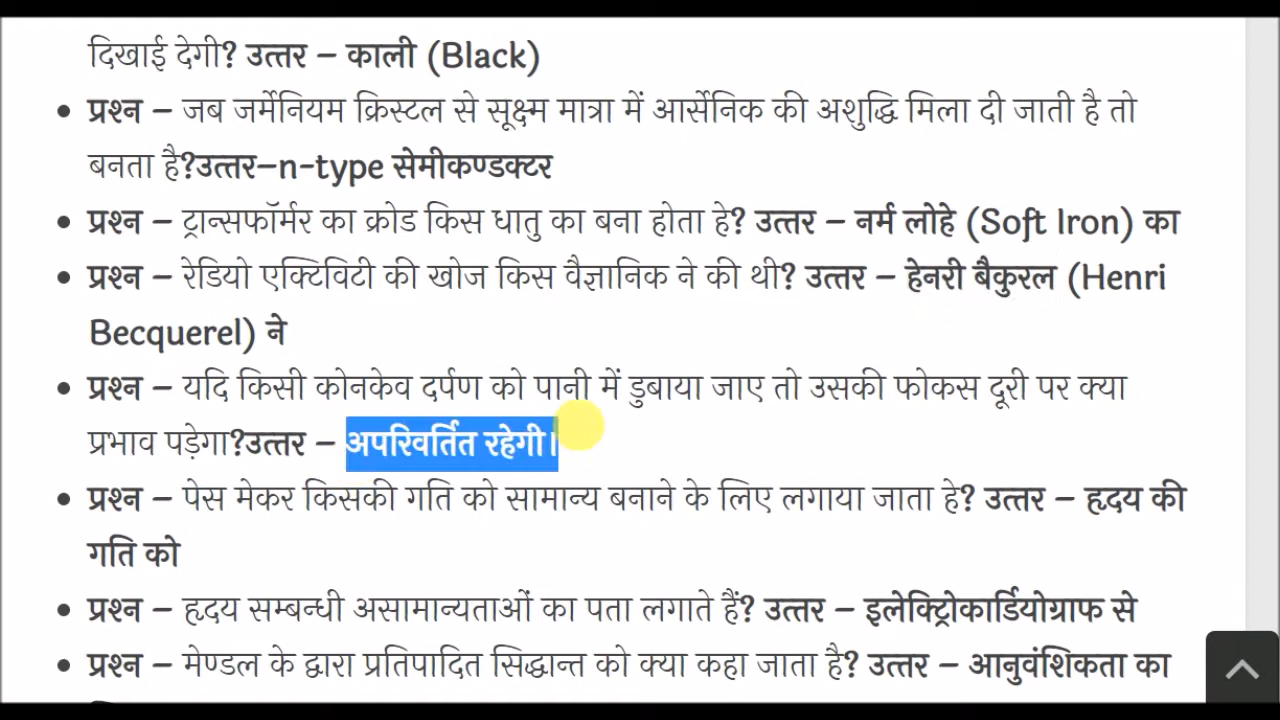 दिखाई देगी? उत्तर – काली (Black)
• प्रश्न – जब जर्मेनियम क्रिस्टल से सूक्ष्म मात्रा में आर्सेनिक की अशुद्धि मिला दी जाती है तो
बनता है?उत्तर–n-type सेमीकण्डक्टर
• प्रश्न – ट्रान्सफॉर्मर का क्रोड किस धातु का बना होता हे? उत्तर – नर्म लोहे (Soft Iron) का
• प्रश्न – रेडियो एक्टिविटी की खोज किस वैज्ञानिक ने की थी? उत्तर – हेनरी बैकुरल (Henri
Becquerel) ने
• प्रश्न – यदि किसी कोनकेव दर्पण को पानी में डुबाया जाए तो उसकी फोकस दूरी पर क्या
प्रभाव पड़ेगा?उत्तर – अपरिवर्तित रहेगी।
• प्रश्न – पेस मेकर किसकी गति को सामान्य बनाने के लिए लगाया जाता हे? उत्तर – हृदय की
गति को
• प्रश्न – हृदय सम्बन्धी असामान्यताओं का पता लगाते हैं? उत्तर – इलेक्ट्रिोकार्डियोग्राफ से
• प्रश्न – मेण्डल के द्वारा प्रतिपादित सिद्धान्त को क्या कहा जाता है? उत्तर – आनुवंशिकता का